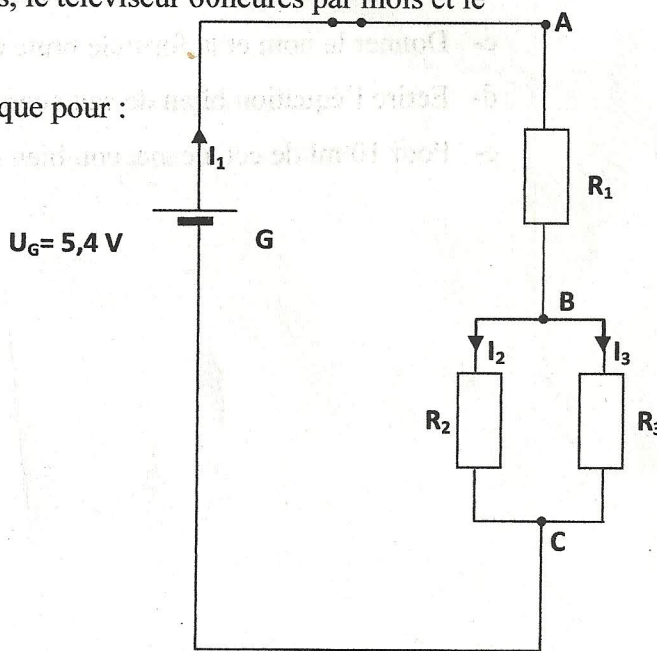 , le téléviseur 60heures par mois et le
que pour :
A
I₁
R₁
U_G= 5,4 V
G
B
I₂
I₃
R₂
R₃
C